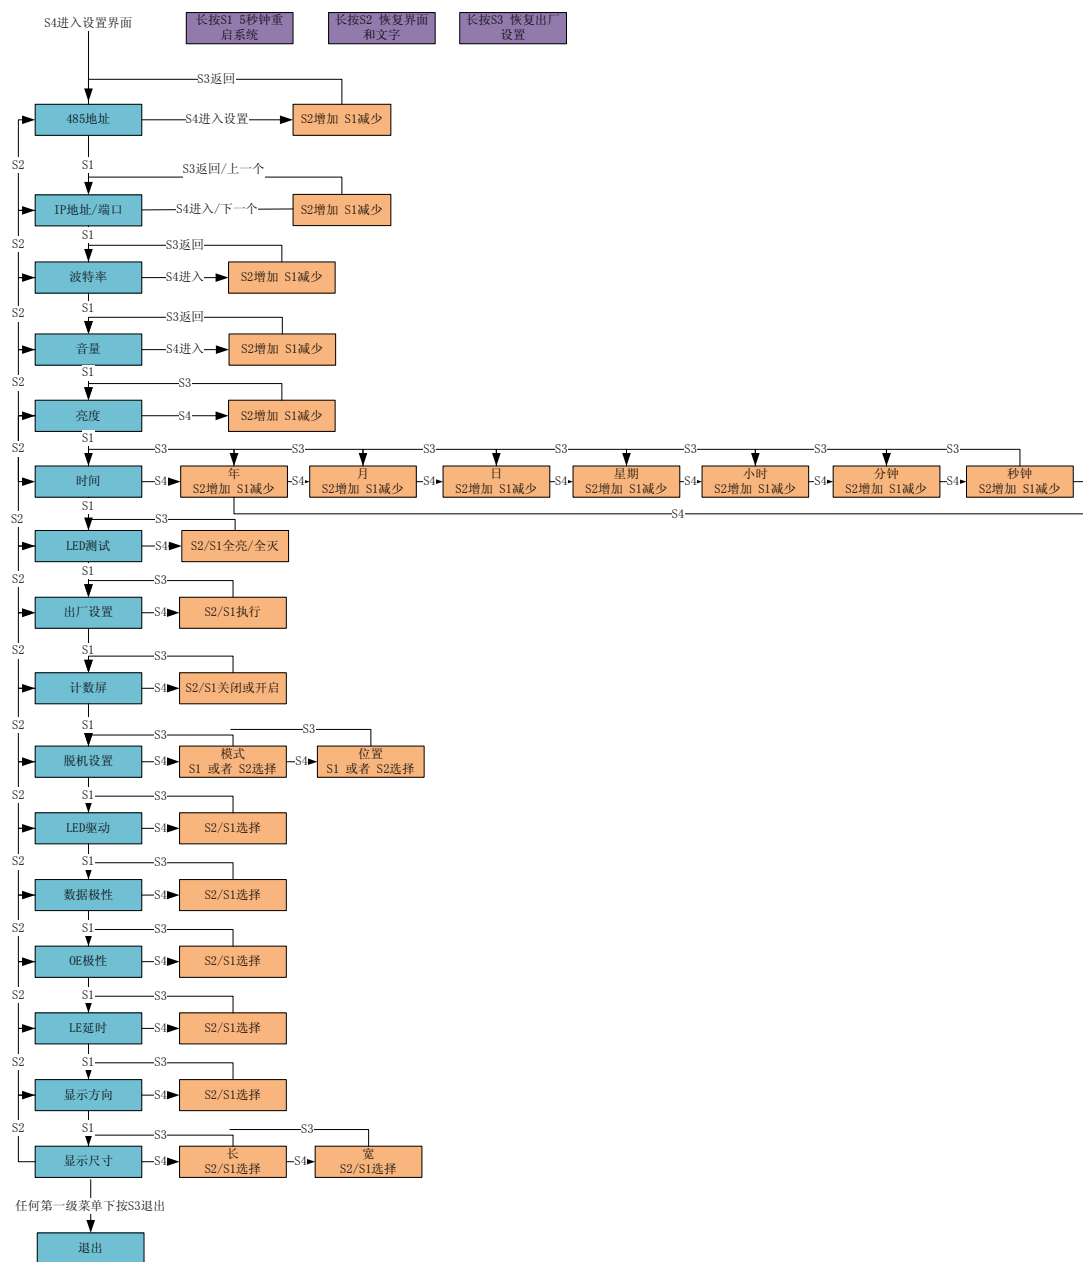 S4进入设置界面
长按S1 5秒钟重
启系统
长按S2 恢复界面
和文字
长按S3 恢复出厂
设置
S3返回
485地址
S4进入设置
S2增加 S1减少
S2
S1
S3返回/上一个
IP地址/端口
S4进入/下一个
S2增加 S1减少
S2
S1
S3返回
波特率
S4进入
S2增加 S1减少
S2
S1
S3返回
音量
S4进入
S2增加 S1减少
S2
S1
S3
亮度
S4
S2增加 S1减少
S2
S1
S3
S3
S3
S3
S3
S3
S3
时间
S4
年
S2增加 S1减少
S4
月
S2增加 S1减少
S4
日
S2增加 S1减少
S4
星期
S2增加 S1减少
S4
小时
S2增加 S1减少
S4
分钟
S2增加 S1减少
S4
秒钟
S2增加 S1减少
S4
S2
S1
S3
LED测试
S4
S2/S1全亮/全灭
S2
S1
S3
出厂设置
S4
S2/S1执行
S2
S1
S3
计数屏
S4
S2/S1关闭或开启
S2
S1
S3
S3
脱机设置
S4
模式
S1 或者 S2选择
S4
位置
S1 或者 S2选择
S2
S1
S3
LED驱动
S4
S2/S1选择
S2
S1
S3
数据极性
S4
S2/S1选择
S2
S1
S3
OE极性
S4
S2/S1选择
S2
S1
S3
LE延时
S4
S2/S1选择
S2
S1
S3
显示方向
S4
S2/S1选择
S2
S1
S3
S3
显示尺寸
S4
长
S2/S1选择
S4
宽
S2/S1选择
任何第一级菜单下按S3退出
退出